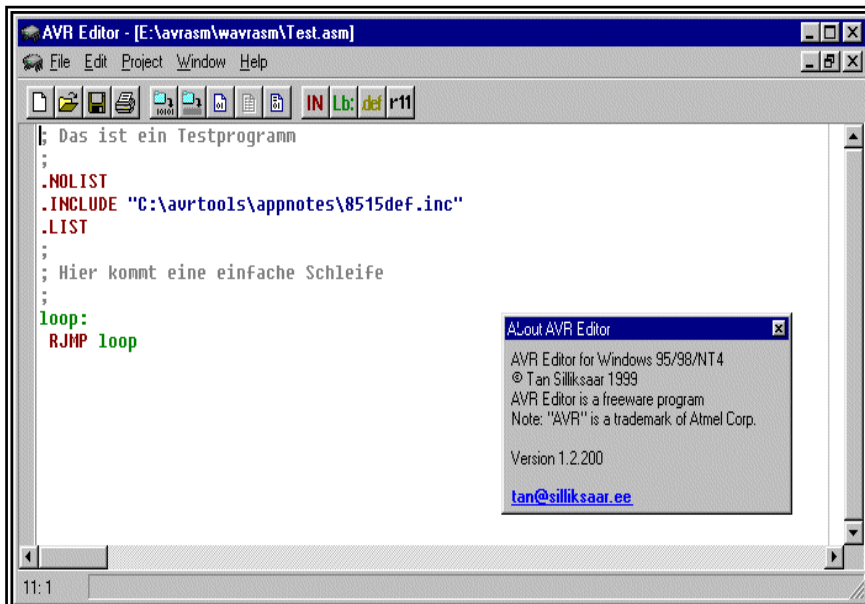 AVR Editor - [E:\avrasm\wavrasm\Test.asm]
File Edit Project Window Help
IN Lb: .def r11
; Das ist ein Testprogramm
;
.NOLIST
.INCLUDE "C:\avrtools\appnotes\8515def.inc"
.LIST
;
; Hier kommt eine einfache Schleife
;
loop:
RJMP loop
About AVR Editor
AVR Editor for Windows 95/98/NT4
© Tan Silliksaar 1999
AVR Editor is a freeware program
Note: "AVR" is a trademark of Atmel Corp.
Version 1.2.200
tan@silliksaar.ee
11: 1